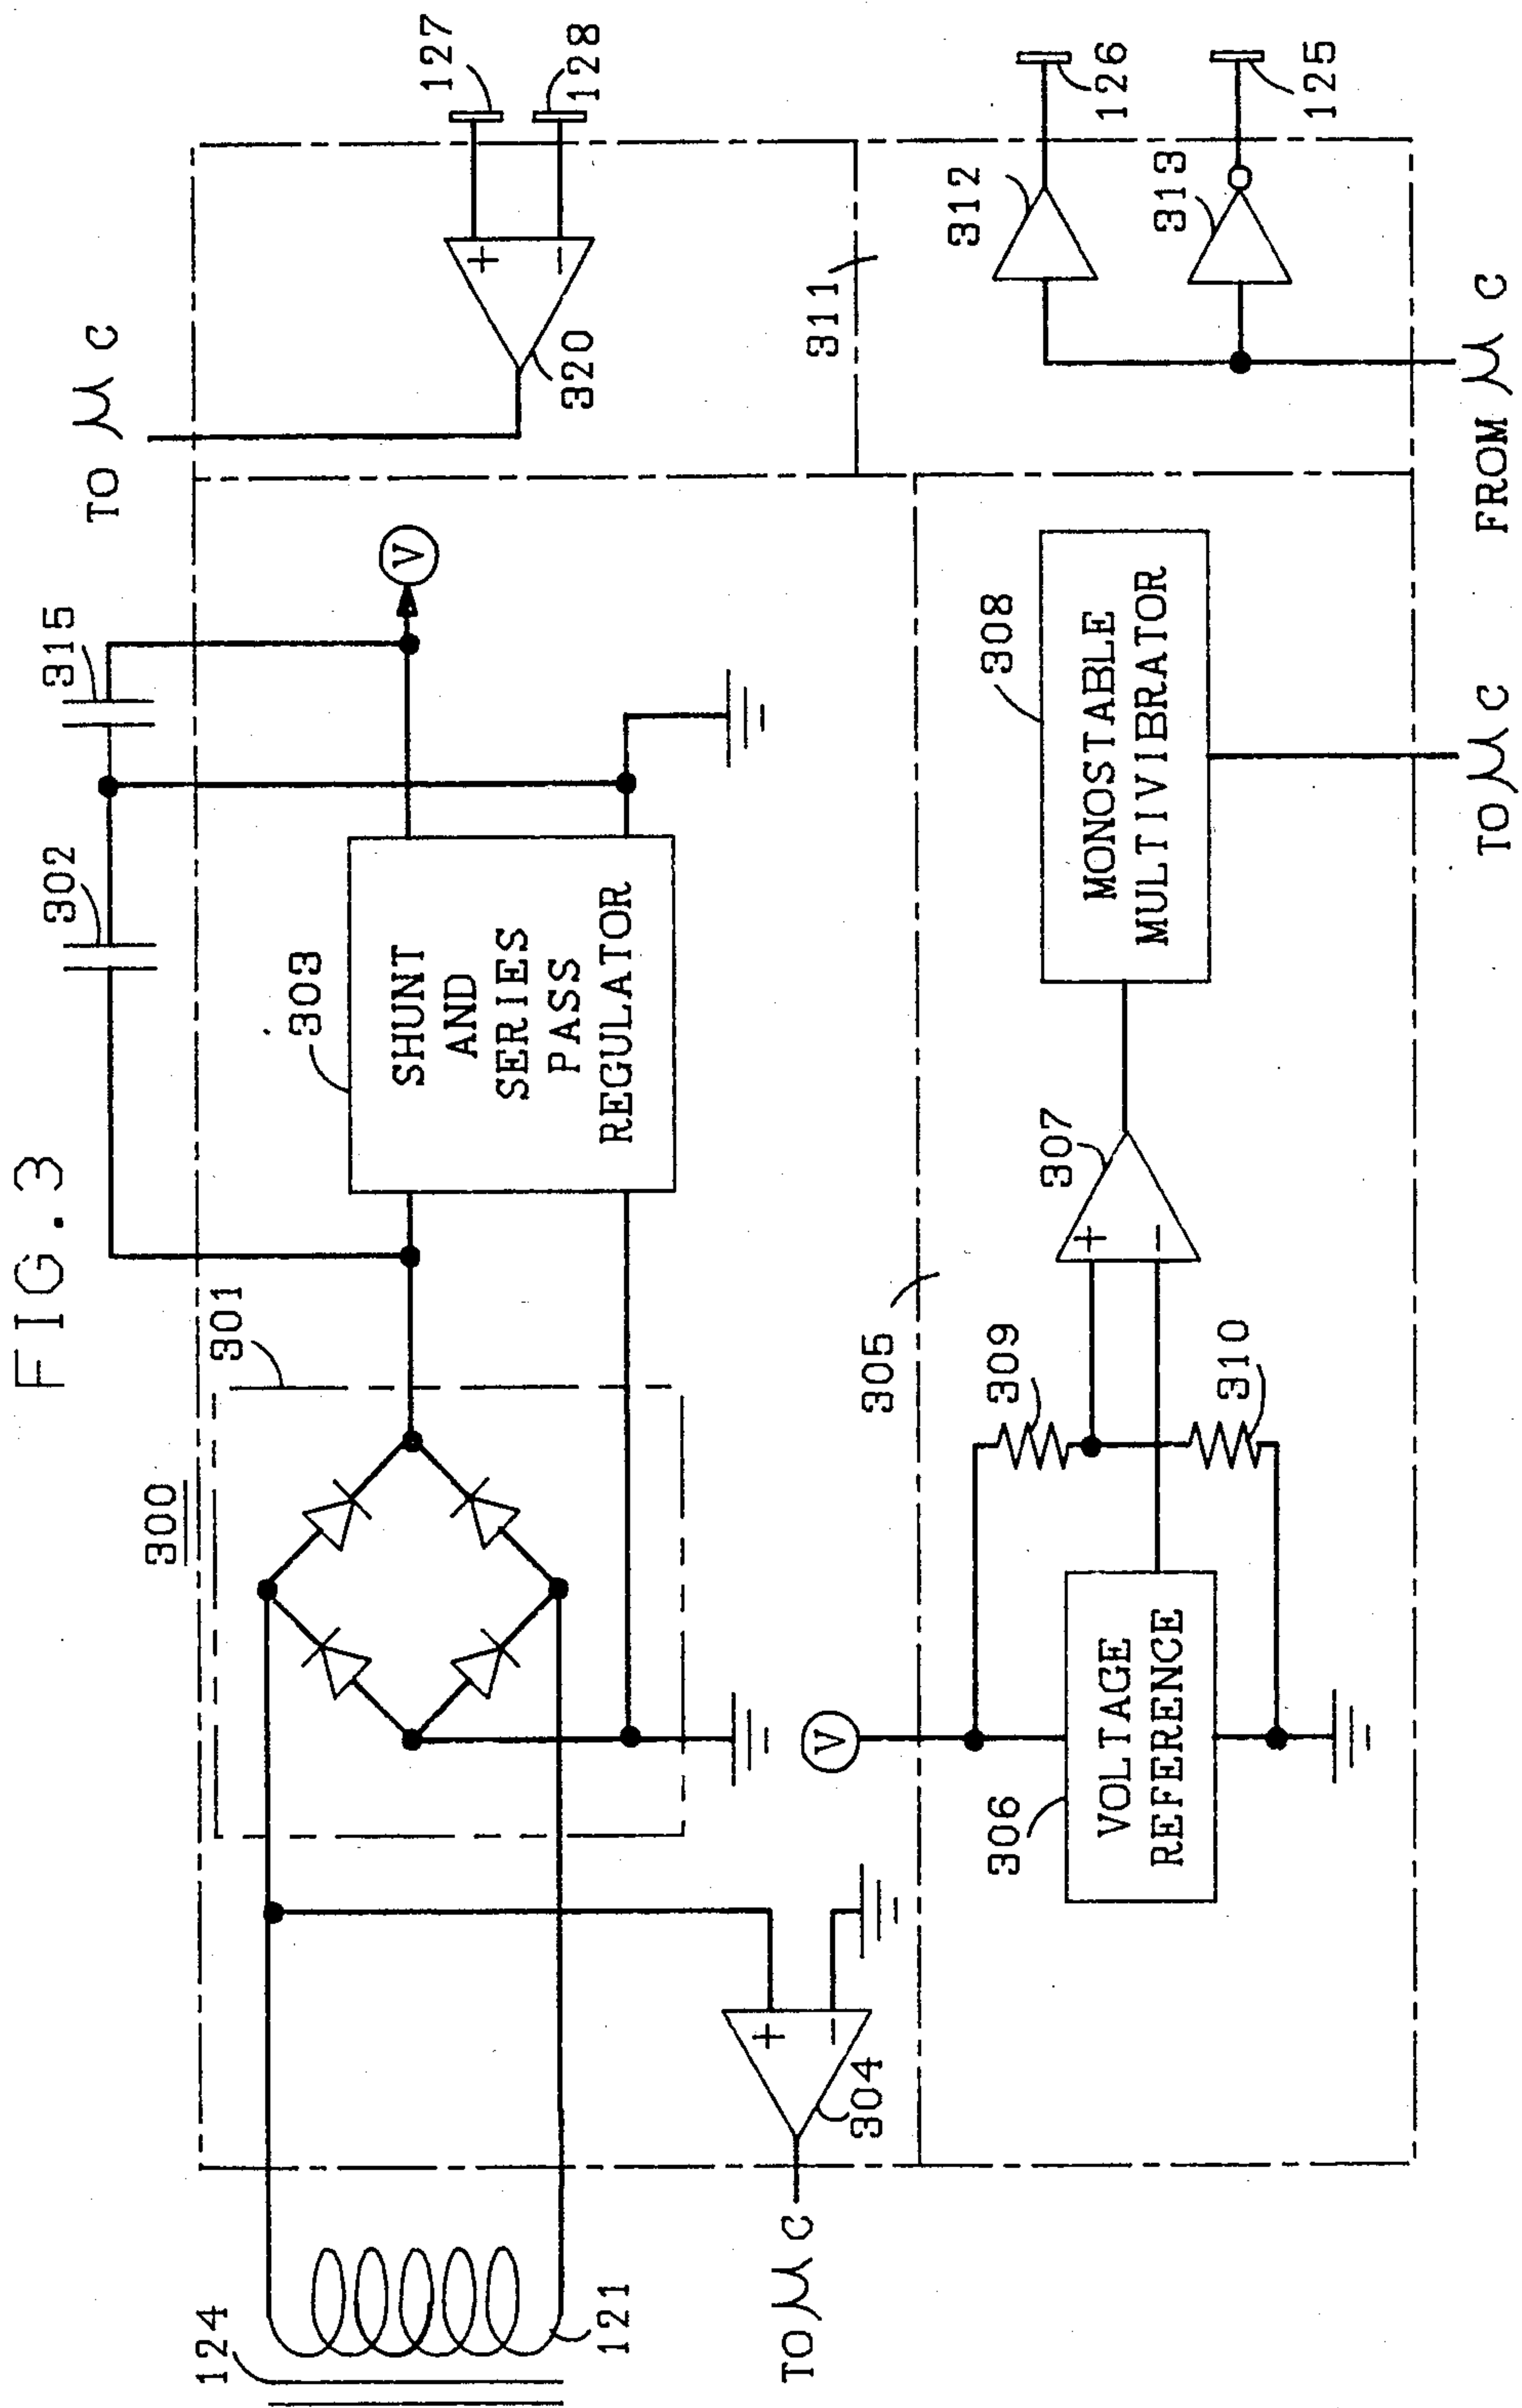 FIG. 3
300
301
302
315
TO μC
127
128
320
303
SHUNT
AND
SERIES
PASS
REGULATOR
V
124
121
+
−
304
TO μC
+
−
311
305
V
306
VOLTAGE
REFERENCE
309
310
307
+
−
308
MONOSTABLE
MULTIVIBRATOR
TO μC
312
313
126
125
FROM μC